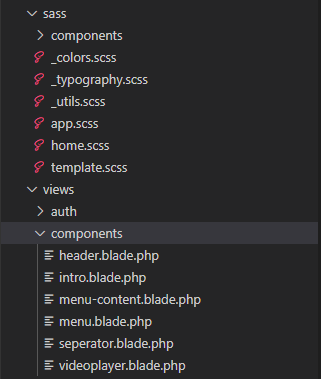 sass
components
_colors.scss
_typography.scss
_utils.scss
app.scss
home.scss
template.scss
views
auth
components
header.blade.php
intro.blade.php
menu-content.blade.php
menu.blade.php
seperator.blade.php
videoplayer.blade.php